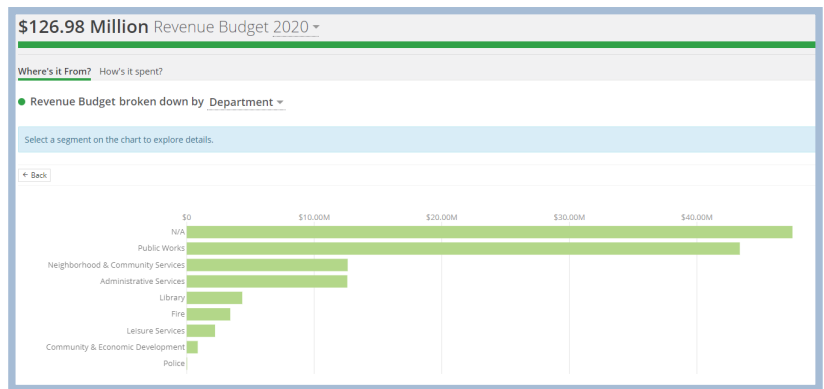 $126.98 Million Revenue Budget 2020
Where's it From? How's it spent?
Revenue Budget broken down by Department
Select a segment on the chart to explore details.
← Back
$0 $10.00M $20.00M $30.00M $40.00M
N/A
Public Works
Neighborhood & Community Services
Administrative Services
Library
Fire
Leisure Services
Community & Economic Development
Police